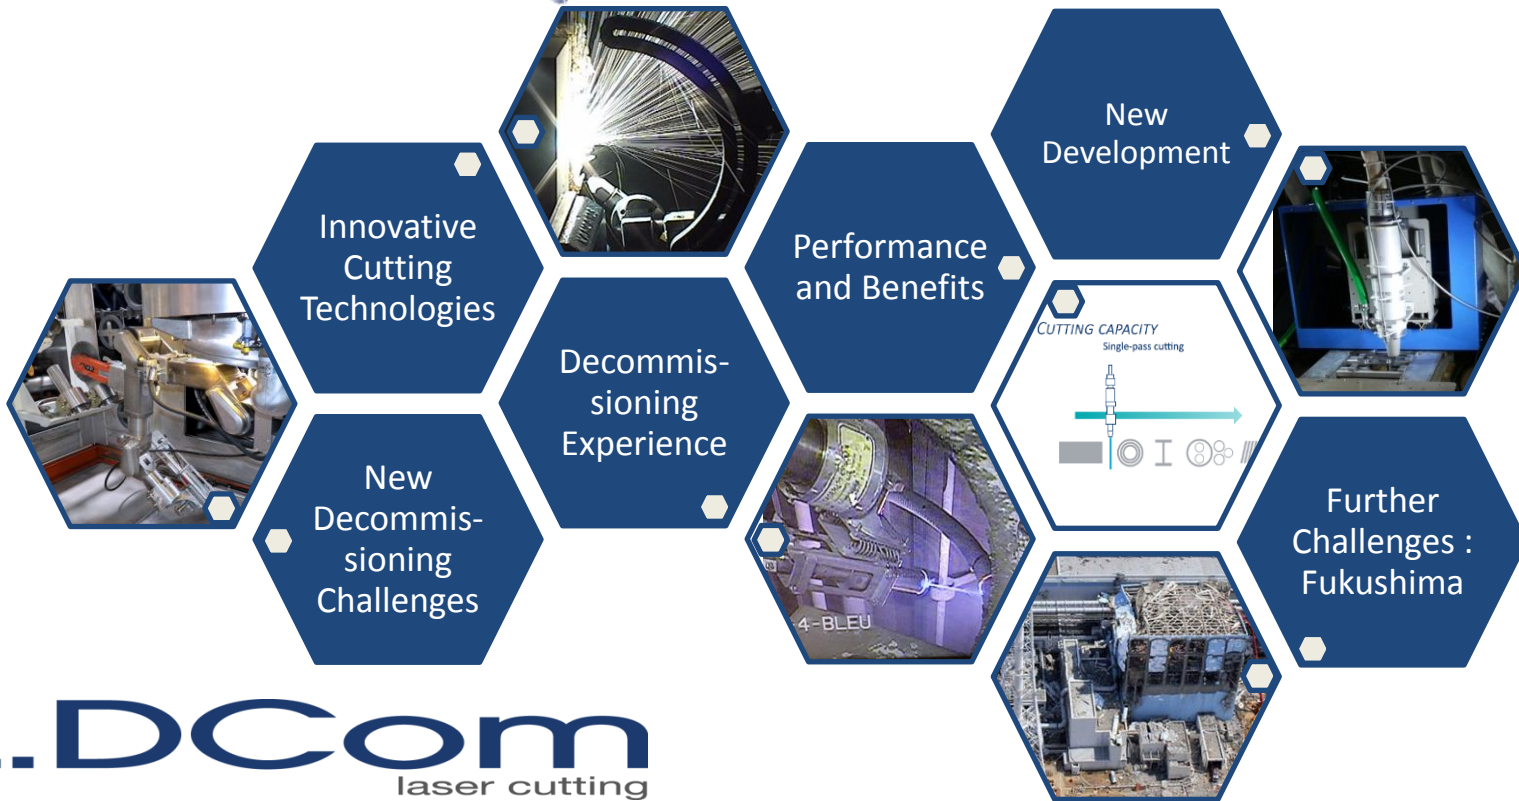 New
Development
Innovative
Cutting
Technologies
Performance
and Benefits
CUTTING CAPACITY
Single-pass cutting
Decommis-
sioning
Experience
New
Decommis-
sioning
Challenges
4-BLEU
Further
Challenges :
Fukushima
.DCom
laser cutting